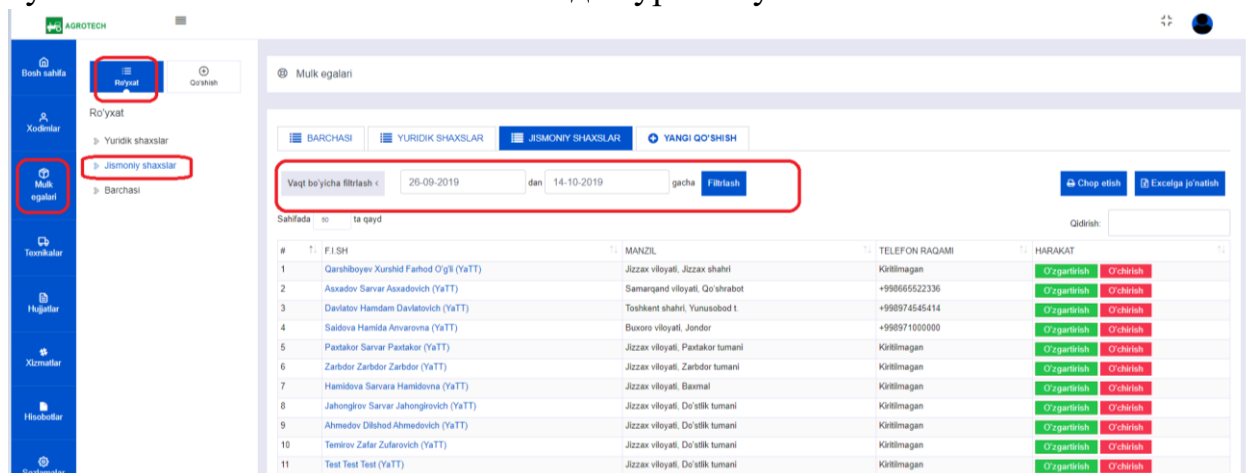 AGROTECH
Bosh sahifa
Ro'yxat
Qo'shish
Mulk egalari
Ro'yxat
Xodimlar
Yuridik shaxslar
BARCHASI
YURIDIK SHAXSLAR
JISMONIY SHAXSLAR
YANGI QO'SHISH
Jismoniy shaxslar
Mulk
egalari
Barchasi
Vaqt bo'yicha filtrlash <
26-09-2019
dan
14-10-2019
gacha
Filtrlash
Chop etish
Excelga jo'natish
Sahifada 50 ta qayd
Qidirish:
Texnikalar
Hujjatlar
Xizmatlar
Hisobotlar
Sozlamalar
# F.I.SH MANZIL TELEFON RAQAMI HARAKAT
1 Qarshiboyev Xurshid Farhod O'g'li (YaTT) Jizzax viloyati, Jizzax shahri Kiritilmagan O'zgartirish O'chirish
2 Asxadov Sarvar Asxadovich (YaTT) Samarqand viloyati, Qo'shrabot +998665522336 O'zgartirish O'chirish
3 Davlatov Hamdam Davlatovich (YaTT) Toshkent shahri, Yunusobod t. +998974545414 O'zgartirish O'chirish
4 Saidova Hamida Anvarovna (YaTT) Buxoro viloyati, Jondor +998971000000 O'zgartirish O'chirish
5 Paxtakor Sarvar Paxtakor (YaTT) Jizzax viloyati, Paxtakor tumani Kiritilmagan O'zgartirish O'chirish
6 Zarbdor Zarbdor Zarbdor (YaTT) Jizzax viloyati, Zarbdor tumani Kiritilmagan O'zgartirish O'chirish
7 Hamidova Sarvara Hamidovna (YaTT) Jizzax viloyati, Baxmal Kiritilmagan O'zgartirish O'chirish
8 Jahongirov Sarvar Jahongirovich (YaTT) Jizzax viloyati, Do'stlik tumani Kiritilmagan O'zgartirish O'chirish
9 Ahmedov Dilshod Ahmedovich (YaTT) Jizzax viloyati, Do'stlik tumani Kiritilmagan O'zgartirish O'chirish
10 Temirov Zafar Zufarovich (YaTT) Jizzax viloyati, Do'stlik tumani Kiritilmagan O'zgartirish O'chirish
11 Test Test Test (YaTT) Jizzax viloyati, Do'stlik tumani Kiritilmagan O'zgartirish O'chirish